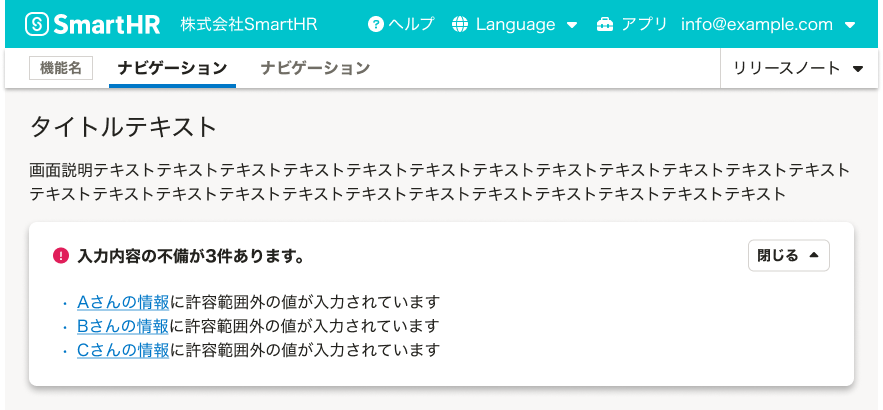 SmartHR 株式会社SmartHR ヘルプ Language アプリ info@example.com
機能名 ナビゲーション ナビゲーション リリースノート
タイトルテキスト
画面説明テキストテキストテキストテキストテキストテキストテキストテキストテキストテキストテキストテキスト
テキストテキストテキストテキストテキストテキストテキストテキストテキストテキストテキストテキスト
入力内容の不備が3件あります。 閉じる
・ Aさんの情報に許容範囲外の値が入力されています
・ Bさんの情報に許容範囲外の値が入力されています
・ Cさんの情報に許容範囲外の値が入力されています